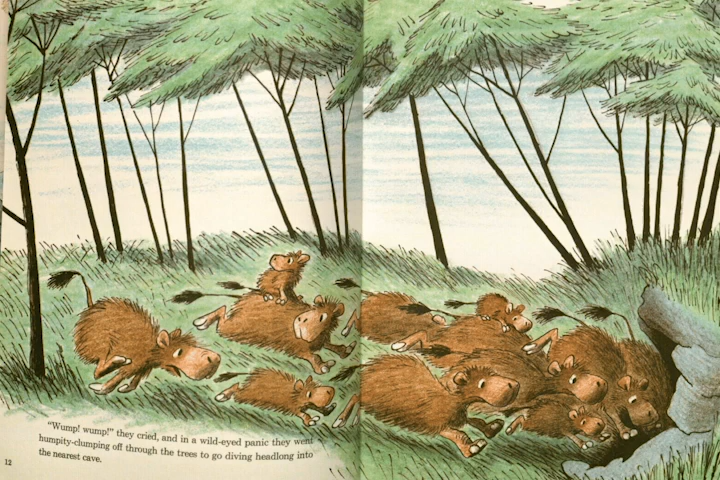 "Wump! wump!" they cried, and in a wild-eyed panic they went
humpity-clumping off through the trees to go diving headlong into
the nearest cave.
12